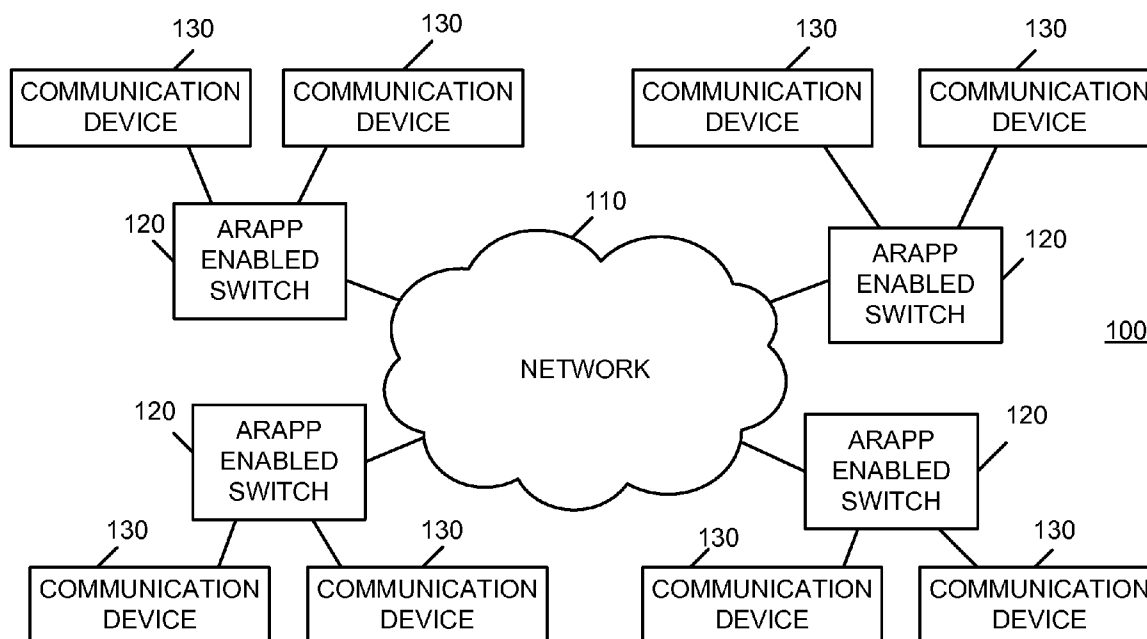 130
130
130
130
COMMUNICATION
DEVICE
COMMUNICATION
DEVICE
COMMUNICATION
DEVICE
COMMUNICATION
DEVICE
120
ARAPP
ENABLED
SWITCH
110
ARAPP
ENABLED
SWITCH
120
100
NETWORK
120
ARAPP
ENABLED
SWITCH
ARAPP
ENABLED
SWITCH
120
130
130
130
130
COMMUNICATION
DEVICE
COMMUNICATION
DEVICE
COMMUNICATION
DEVICE
COMMUNICATION
DEVICE